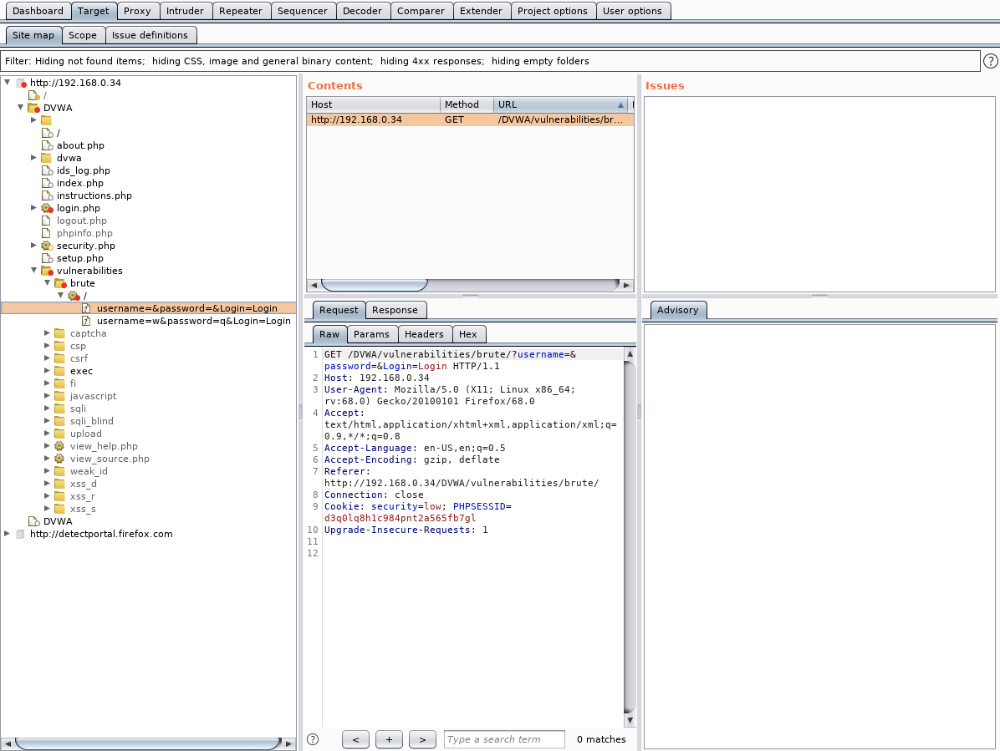 Dashboard Target Proxy Intruder Repeater Sequencer Decoder Comparer Extender Project options User options
Site map Scope Issue definitions
Filter: Hiding not found items; hiding CSS, image and general binary content; hiding 4xx responses; hiding empty folders
?
http://192.168.0.34
/
DVWA
/
about.php
dvwa
ids_log.php
index.php
instructions.php
login.php
logout.php
phpinfo.php
security.php
setup.php
vulnerabilities
brute
/
username=&password=&Login=Login
username=w&password=q&Login=Login
captcha
csp
csrf
exec
fi
javascript
sqli
sqli_blind
upload
view_help.php
view_source.php
weak_id
xss_d
xss_r
xss_s
DVWA
http://detectportal.firefox.com
Contents
Host Method URL
http://192.168.0.34 GET /DVWA/vulnerabilities/br...
Request Response
Raw Params Headers Hex
1 GET /DVWA/vulnerabilities/brute/?username=&
password=&Login=Login HTTP/1.1
2 Host: 192.168.0.34
3 User-Agent: Mozilla/5.0 (X11; Linux x86_64;
rv:68.0) Gecko/20100101 Firefox/68.0
4 Accept:
text/html,application/xhtml+xml,application/xml;q=
0.9,*/*;q=0.8
5 Accept-Language: en-US,en;q=0.5
6 Accept-Encoding: gzip, deflate
7 Referer:
http://192.168.0.34/DVWA/vulnerabilities/brute/
8 Connection: close
9 Cookie: security=low; PHPSESSID=
d3q0lq8h1c984pnt2a565fb7gl
10 Upgrade-Insecure-Requests: 1
11
12
? < + > Type a search term 0 matches
Issues
Advisory